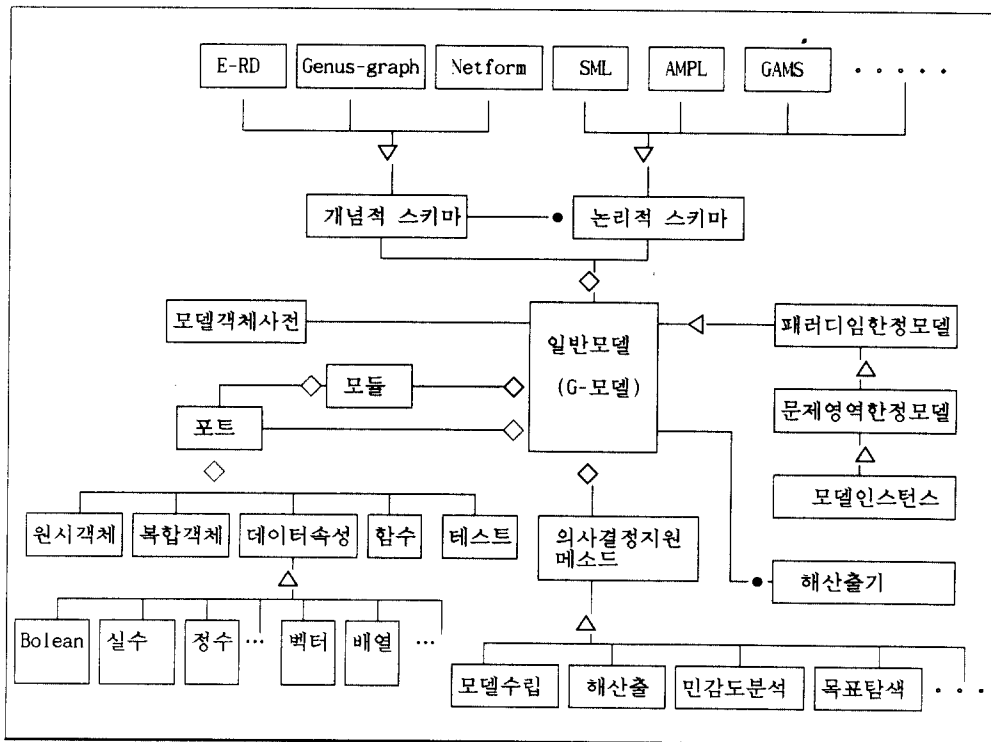 E-RD Genus-graph Netform SML AMPL GAMS .....
개념적 스키마 논리적 스키마
모델객체사전
일반모델
(G-모델)
패러디임한정모델
모듈
문제영역한정모델
포트
모델인스턴스
원시객체 복합객체 데이터속성 함수 테스트
의사결정지원
메소드
해산출기
Bolean 실수 정수 ... 벡터 배열 ...
모델수립 해산출 민감도분석 목표탐색 ...